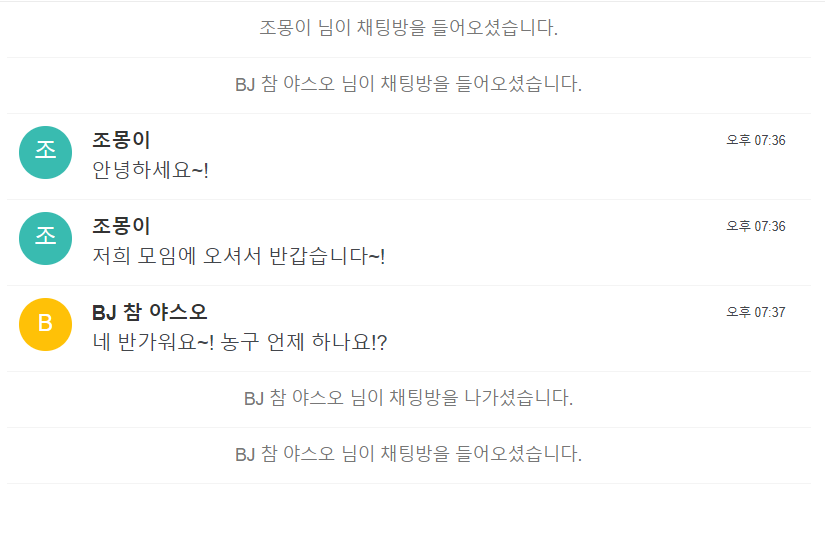 조몽이 님이 채팅방을 들어오셨습니다.
BJ 참 야스오 님이 채팅방을 들어오셨습니다.
조
조몽이
오후 07:36
안녕하세요~!
조
조몽이
오후 07:36
저희 모임에 오셔서 반갑습니다~!
B
BJ 참 야스오
오후 07:37
네 반가워요~! 농구 언제 하나요!?
BJ 참 야스오 님이 채팅방을 나가셨습니다.
BJ 참 야스오 님이 채팅방을 들어오셨습니다.